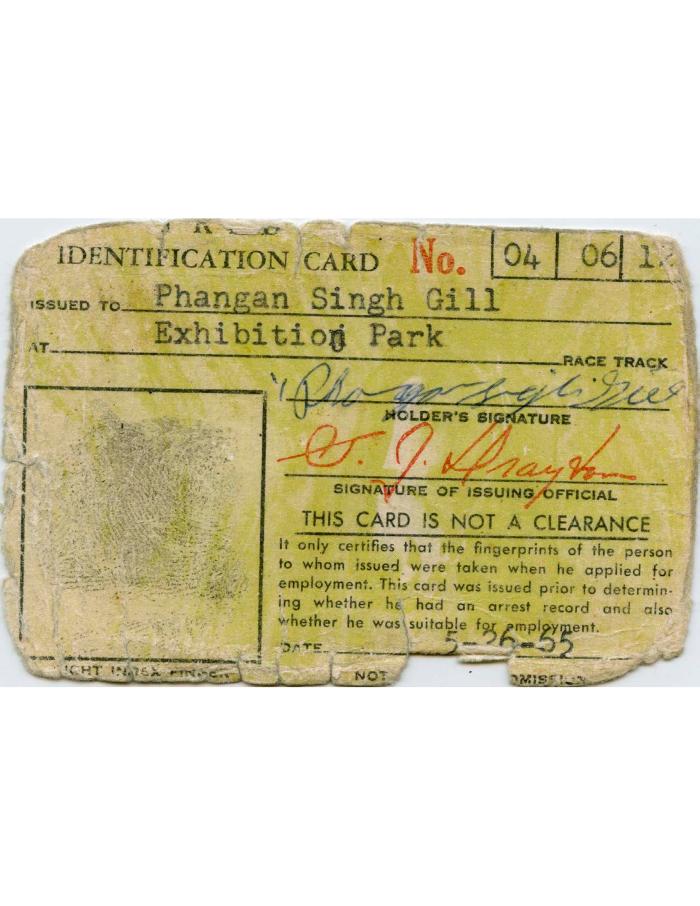 IDENTIFICATION CARD No. 04 06
ISSUED TO Phangan Singh Gill
AT Exhibition Park RACE TRACK
HOLDER'S SIGNATURE
SIGNATURE OF ISSUING OFFICIAL
THIS CARD IS NOT A CLEARANCE
It only certifies that the fingerprints of the person
to whom issued were taken when he applied for
employment. This card was issued prior to determin-
ing whether he had an arrest record and also
whether he was suitable for employment.
DATE 5-26-55
NOT